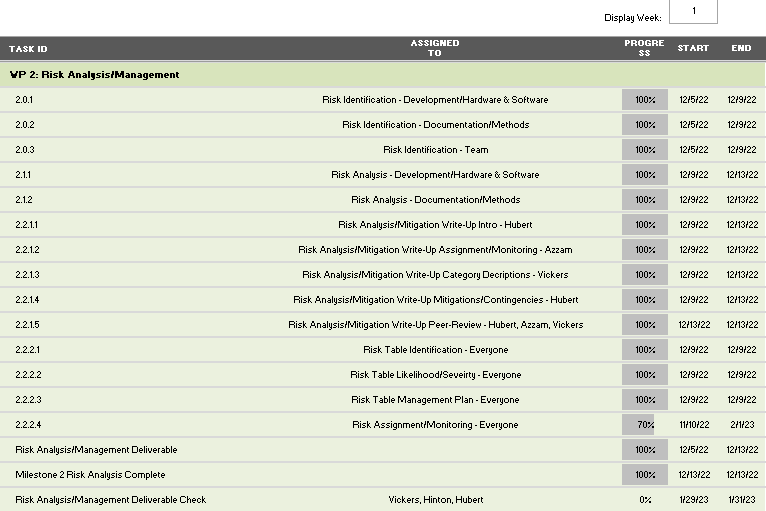 Display Week: 1
TASK ID ASSIGNED TO PROGRESS START END
WP 2: Risk Analysis/Management
2.0.1 Risk Identification - Development/Hardware & Software 100% 12/5/22 12/9/22
2.0.2 Risk Identification - Documentation/Methods 100% 12/5/22 12/9/22
2.0.3 Risk Identification - Team 100% 12/5/22 12/9/22
2.1.1 Risk Analysis - Development/Hardware & Software 100% 12/9/22 12/13/22
2.1.2 Risk Analysis - Documentation/Methods 100% 12/9/22 12/13/22
2.2.1.1 Risk Analysis/Mitigation Write-Up Intro - Hubert 100% 12/9/22 12/13/22
2.2.1.2 Risk Analysis/Mitigation Write-Up Assignment/Monitoring - Azzam 100% 12/9/22 12/13/22
2.2.1.3 Risk Analysis/Mitigation Write-Up Category Decriptions - Vickers 100% 12/9/22 12/13/22
2.2.1.4 Risk Analysis/Mitigation Write-Up Mitigations/Contingencies - Hubert 100% 12/9/22 12/13/22
2.2.1.5 Risk Analysis/Mitigation Write-Up Peer-Review - Hubert, Azzam, Vickers 100% 12/13/22 12/13/22
2.2.2.1 Risk Table Identification - Everyone 100% 12/9/22 12/9/22
2.2.2.2 Risk Table Likelihood/Seveirty - Everyone 100% 12/9/22 12/9/22
2.2.2.3 Risk Table Management Plan - Everyone 100% 12/9/22 12/9/22
2.2.2.4 Risk Assignment/Monitoring - Everyone 70% 11/10/22 2/1/23
Risk Analysis/Management Deliverable 100% 12/5/22 12/13/22
Milestone 2 Risk Analysis Complete 100% 12/13/22 12/13/22
Risk Analysis/Management Deliverable Check Vickers, Hinton, Hubert 0% 1/29/23 1/31/23